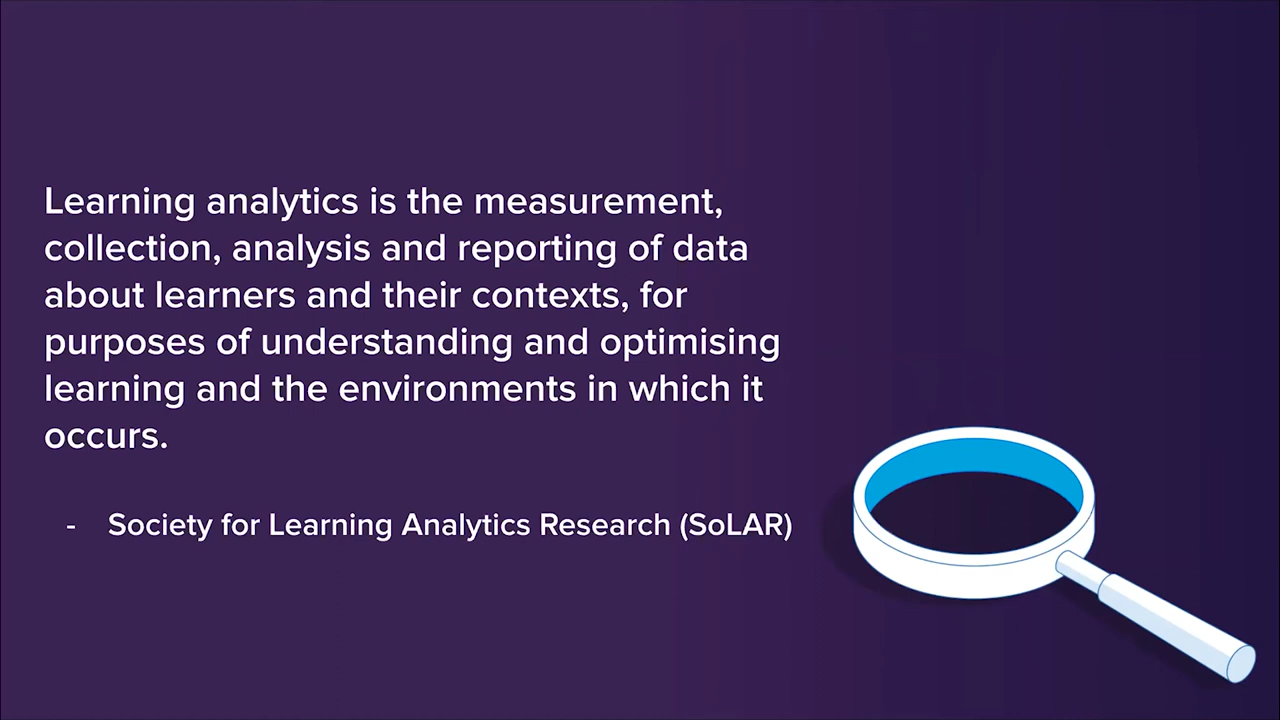 Learning analytics is the measurement,
collection, analysis and reporting of data
about learners and their contexts, for
purposes of understanding and optimising
learning and the environments in which it
occurs.
- Society for Learning Analytics Research (SoLAR)